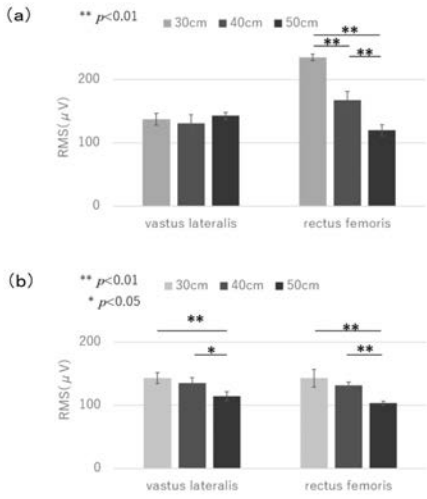 (a)
** p<0.01
30cm 40cm 50cm
** 
** **
RMS(μV)
200
100
0
vastus lateralis rectus femoris
(b)
** p<0.01
* p<0.05
30cm 40cm 50cm
** **
* **
RMS(μV)
200
100
0
vastus lateralis rectus femoris